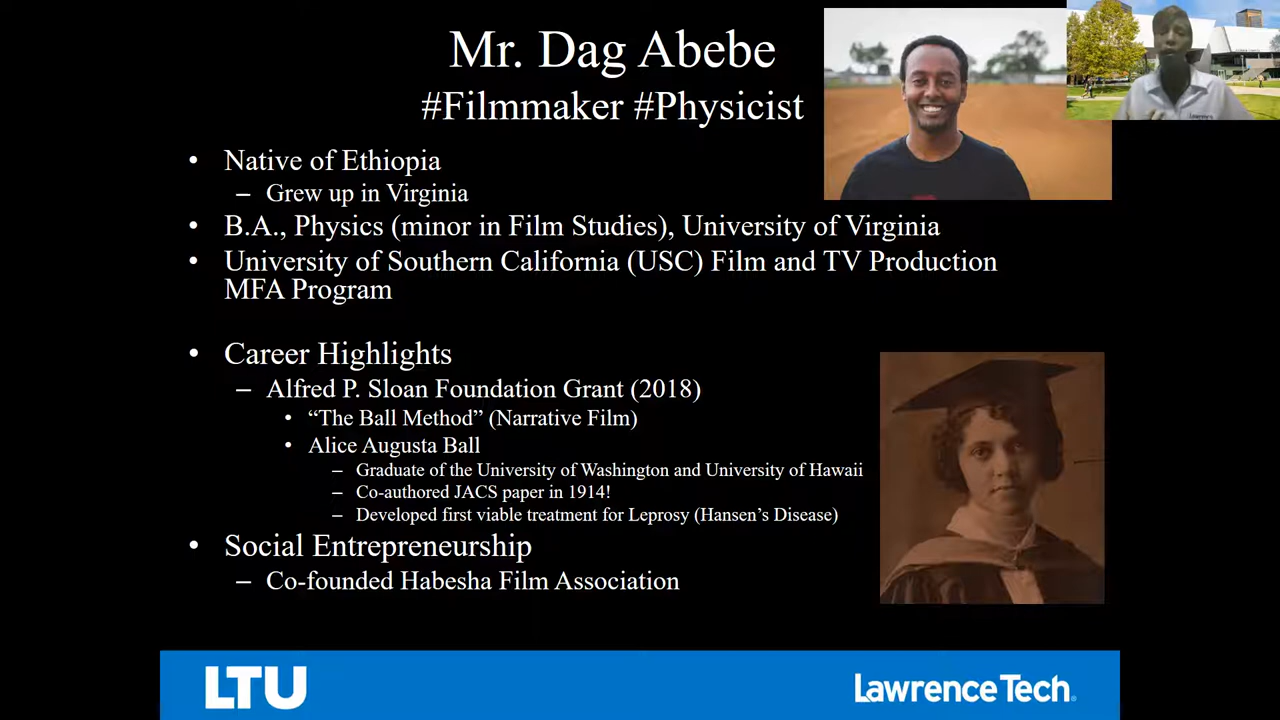 Mr. Dag Abebe
#Filmmaker #Physicist
• Native of Ethiopia
– Grew up in Virginia
• B.A., Physics (minor in Film Studies), University of Virginia
• University of Southern California (USC) Film and TV Production
MFA Program
• Career Highlights
– Alfred P. Sloan Foundation Grant (2018)
• “The Ball Method” (Narrative Film)
• Alice Augusta Ball
– Graduate of the University of Washington and University of Hawaii
– Co-authored JACS paper in 1914!
– Developed first viable treatment for Leprosy (Hansen’s Disease)
• Social Entrepreneurship
– Co-founded Habesha Film Association
LTU
Lawrence Tech